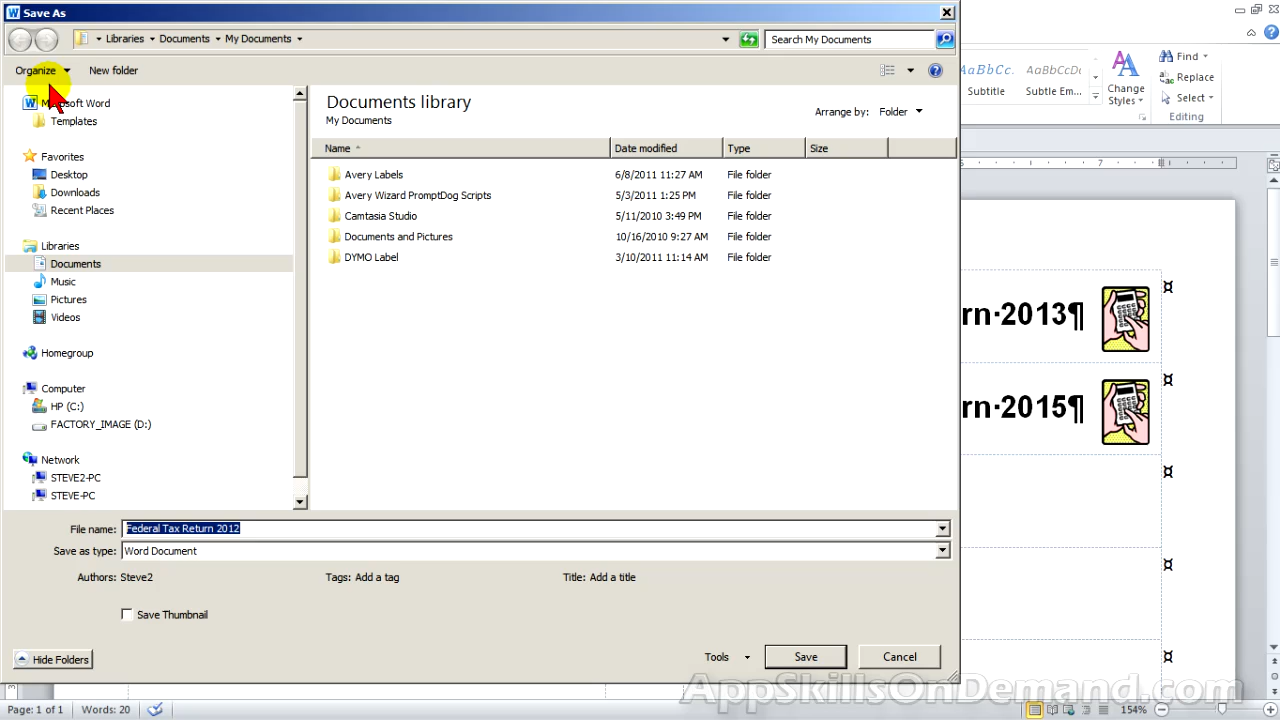 Save As
Libraries Documents My Documents
Search My Documents
Organize New folder
Microsoft Word
Templates
Favorites
Desktop
Downloads
Recent Places
Libraries
Documents
Music
Pictures
Videos
Homegroup
Computer
HP (C:)
FACTORY_IMAGE (D:)
Network
STEVE2-PC
STEVE-PC
Documents library
My Documents
Arrange by: Folder
Name Date modified Type Size
Avery Labels 6/8/2011 11:27 AM File folder
Avery Wizard PromptDog Scripts 5/3/2011 1:25 PM File folder
Camtasia Studio 5/11/2010 3:49 PM File folder
Documents and Pictures 10/16/2010 9:27 AM File folder
DYMO Label 3/10/2011 11:14 AM File folder
File name: Federal Tax Return 2012
Save as type: Word Document
Authors: Steve2 Tags: Add a tag Title: Add a title
Save Thumbnail
Hide Folders
Tools Save Cancel
AaBbCc. AaBbCcDc
Subtitle Subtle Em...
Change
Styles
Find
Replace
Select
Editing
7
rn·2013¶
rn·2015¶
AppSkillsOnDemand.com
Page: 1 of 1 Words: 20
154%